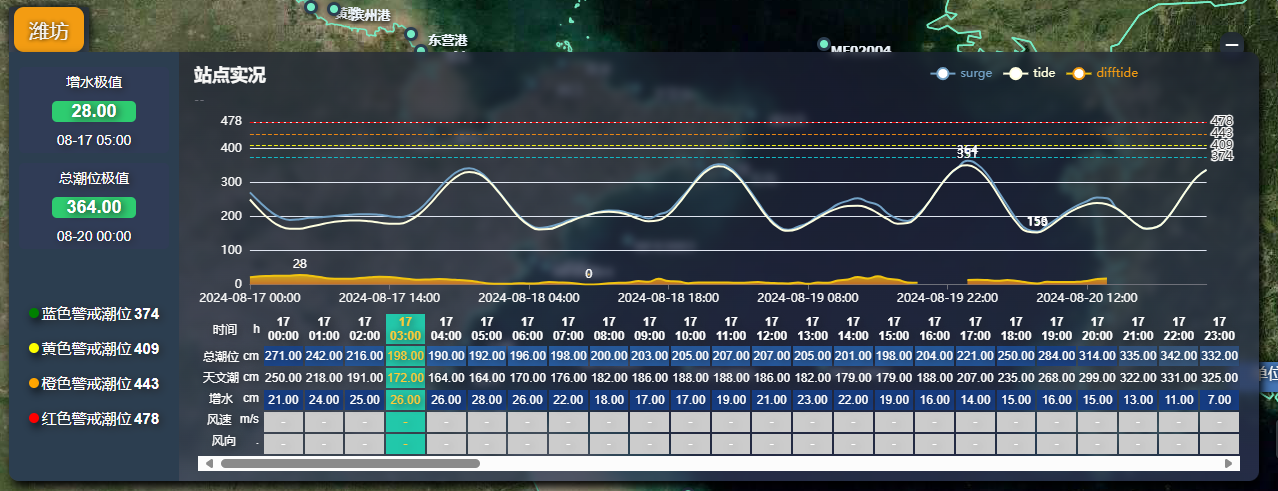 潍坊
滨州港
东营港
MF02004
增水极值
28.00
08-17 05:00
总潮位极值
364.00
08-20 00:00
蓝色警戒潮位 374
黄色警戒潮位 409
橙色警戒潮位 443
红色警戒潮位 478
站点实况
--
surge tide difftide
478 400 300 200 100 0
478
443
409
374
364
351
150
28
0
2024-08-17 00:00 2024-08-17 14:00 2024-08-18 04:00 2024-08-18 18:00 2024-08-19 08:00 2024-08-19 22:00 2024-08-20 12:00
时间 h 17 00:00 17 01:00 17 02:00 17 03:00 17 04:00 17 05:00 17 06:00 17 07:00 17 08:00 17 09:00 17 10:00 17 11:00 17 12:00 17 13:00 17 14:00 17 15:00 17 16:00 17 17:00 17 18:00 17 19:00 17 20:00 17 21:00 17 22:00 17 23:00
总潮位 cm 271.00 242.00 216.00 198.00 190.00 192.00 196.00 198.00 200.00 203.00 205.00 207.00 207.00 205.00 201.00 198.00 204.00 221.00 250.00 284.00 314.00 335.00 342.00 332.00
天文潮 cm 250.00 218.00 191.00 172.00 164.00 164.00 170.00 176.00 182.00 186.00 188.00 188.00 186.00 182.00 179.00 179.00 188.00 207.00 235.00 268.00 299.00 322.00 331.00 325.00
增水 cm 21.00 24.00 25.00 26.00 26.00 28.00 26.00 22.00 18.00 17.00 17.00 19.00 21.00 23.00 22.00 19.00 16.00 14.00 15.00 16.00 15.00 13.00 11.00 7.00
风速 m/s - - - - - - - - - - - - - - - - - - - - - - - -
风向 - - - - - - - - - - - - - - - - - - - - - - - - -
单位